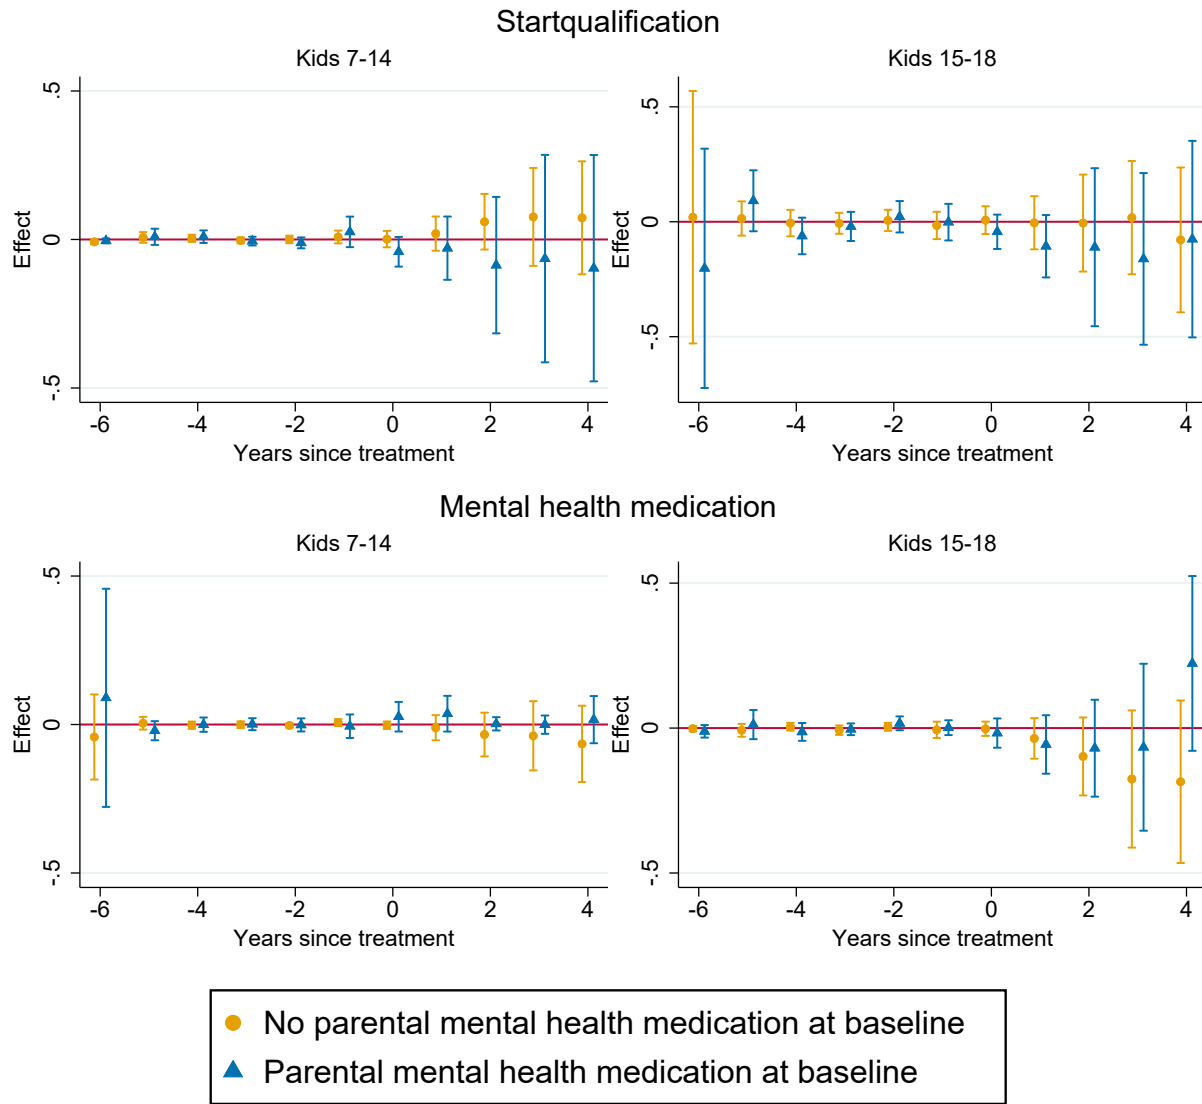 Startqualification
Kids 7-14
Kids 15-18
Effect
.5
0
-.5
-6 -4 -2 0 2 4
Years since treatment
Effect
.5
0
-.5
-6 -4 -2 0 2 4
Years since treatment
Mental health medication
Kids 7-14
Kids 15-18
Effect
.5
0
-.5
-6 -4 -2 0 2 4
Years since treatment
Effect
.5
0
-.5
-6 -4 -2 0 2 4
Years since treatment
No parental mental health medication at baseline
Parental mental health medication at baseline